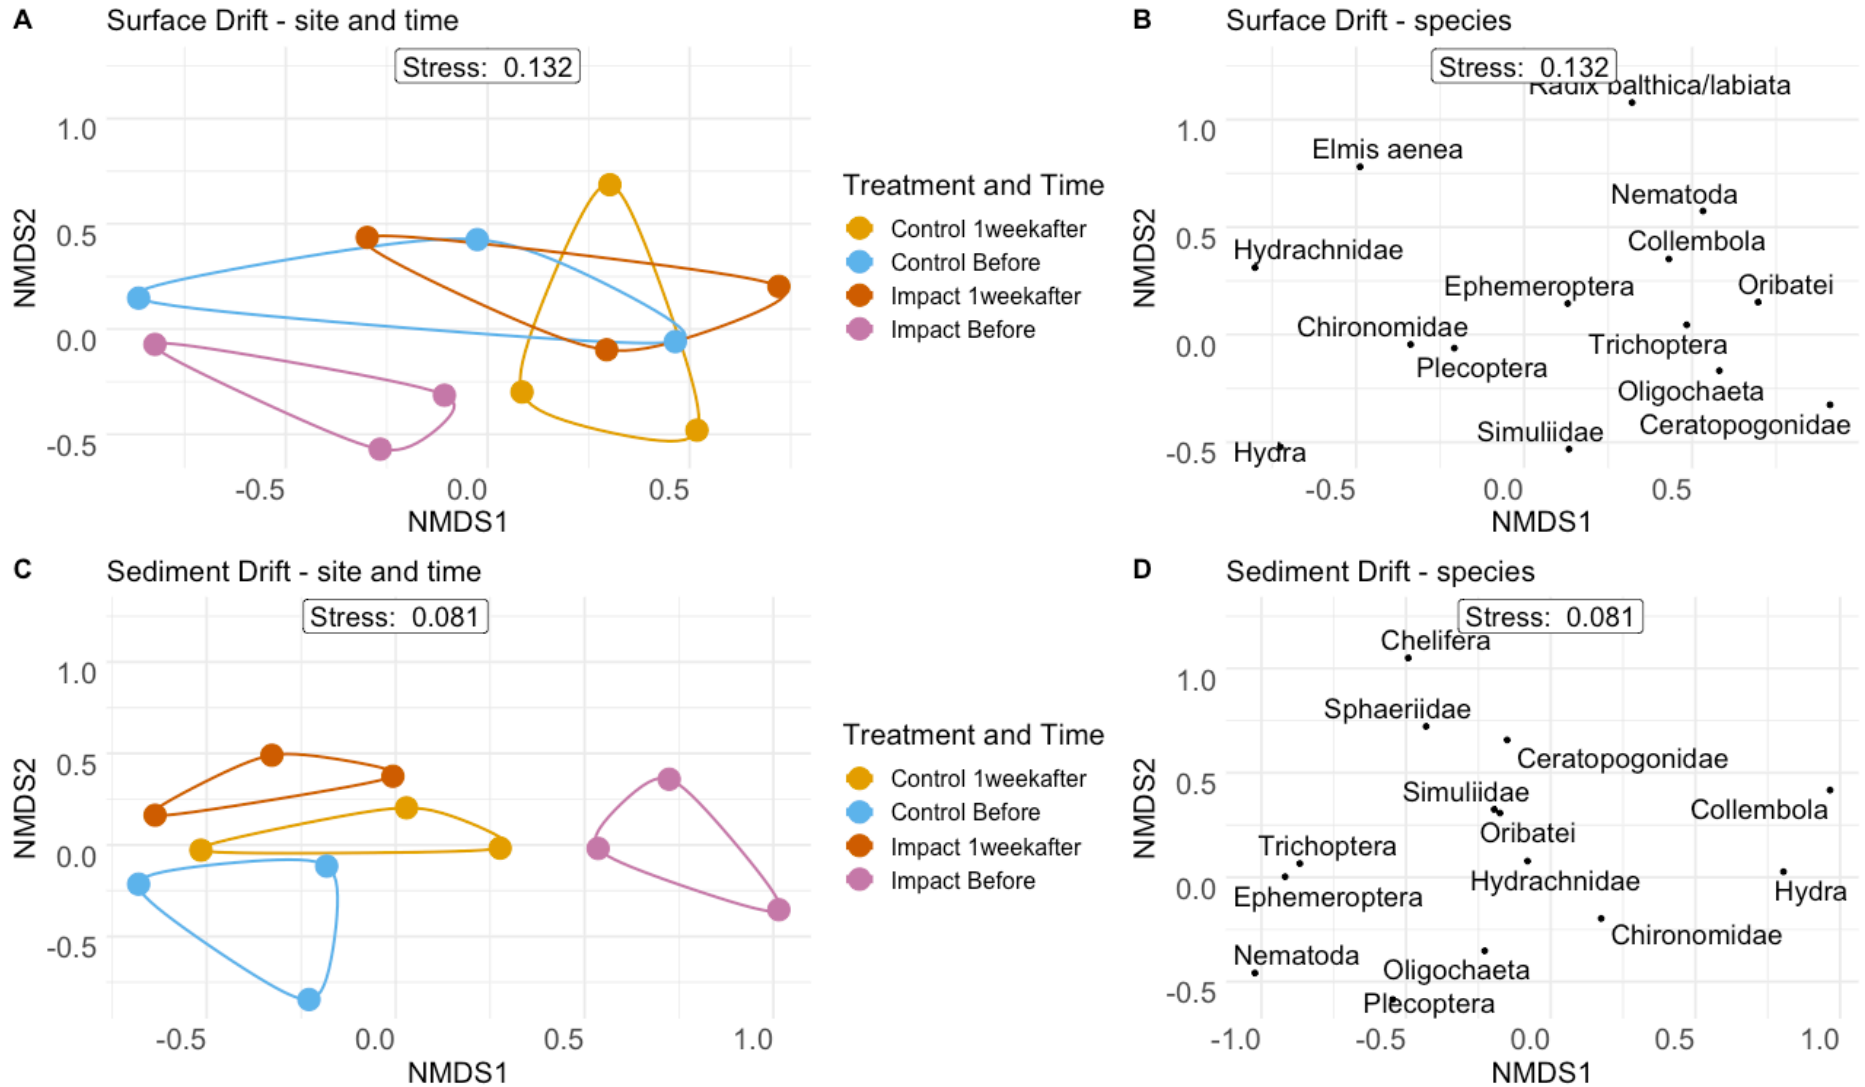 A
Surface Drift - site and time
Stress: 0.132
1.0
0.5
0.0
-0.5
NMDS2
-0.5
0.0
0.5
NMDS1
Treatment and Time
Control 1weekafter
Control Before
Impact 1weekafter
Impact Before
B
Surface Drift - species
Stress: 0.132
Radix balthica/labiata
Elmis aenea
Nematoda
Collembola
Hydrachnidae
Ephemeroptera
Oribatei
Chironomidae
Trichoptera
Plecoptera
Oligochaeta
Ceratopogonidae
Simuliidae
Hydra
1.0
0.5
0.0
-0.5
NMDS2
-0.5
0.0
0.5
NMDS1
C
Sediment Drift - site and time
Stress: 0.081
1.0
0.5
0.0
-0.5
NMDS2
-0.5
0.0
0.5
1.0
NMDS1
Treatment and Time
Control 1weekafter
Control Before
Impact 1weekafter
Impact Before
D
Sediment Drift - species
Stress: 0.081
Chelifera
Sphaeriidae
Ceratopogonidae
Simuliidae
Collembola
Oribatei
Trichoptera
Hydrachnidae
Hydra
Ephemeroptera
Chironomidae
Nematoda
Oligochaeta
Plecoptera
1.0
0.5
0.0
-0.5
NMDS2
-1.0
-0.5
0.0
0.5
1.0
NMDS1